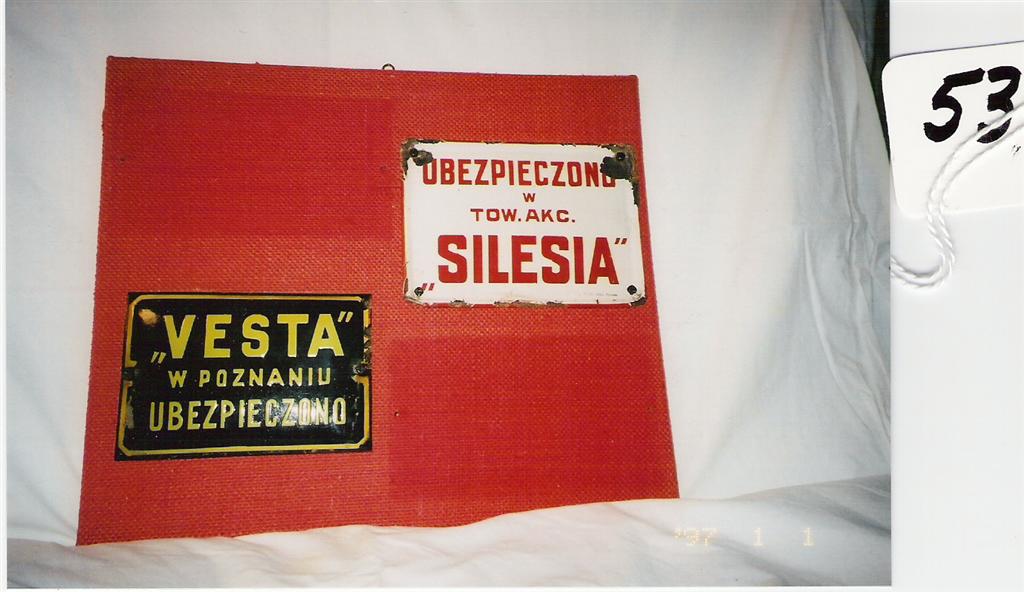 UBEZPIECZONO
W
TOW. AKC.
„SILESIA”
„VESTA”
W POZNANIU
UBEZPIECZONO
53
'97 1 1